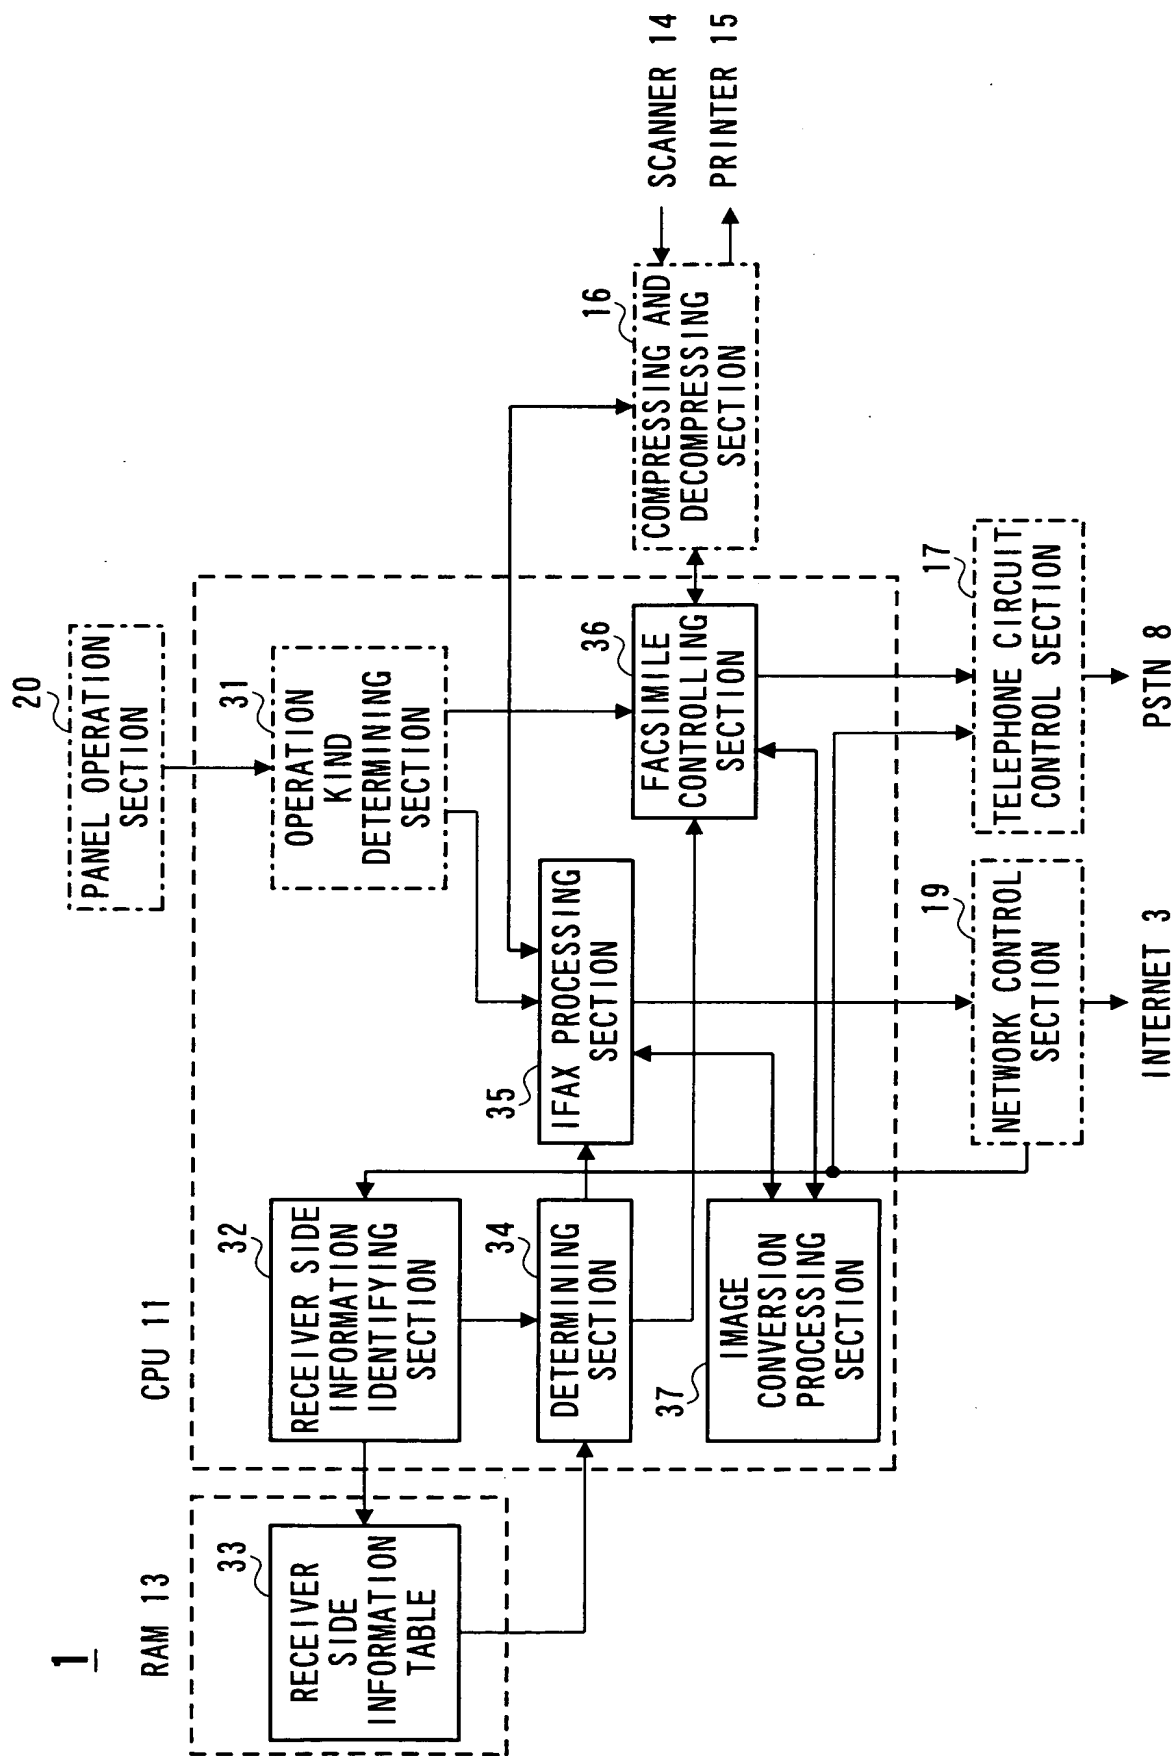 1
RAM 13
CPU 11
20
PANEL OPERATION
SECTION
33
RECEIVER
SIDE
INFORMATION
TABLE
32
RECEIVER SIDE
INFORMATION
IDENTIFYING
SECTION
31
OPERATION
KIND
DETERMINING
SECTION
34
DETERMINING
SECTION
35
IFAX PROCESSING
SECTION
36
FACSIMILE
CONTROLLING
SECTION
16
COMPRESSING AND
DECOMPRESSING
SECTION
SCANNER 14
PRINTER 15
37
IMAGE
CONVERSION
PROCESSING
SECTION
19
NETWORK CONTROL
SECTION
17
TELEPHONE CIRCUIT
CONTROL SECTION
INTERNET 3
PSTN 8